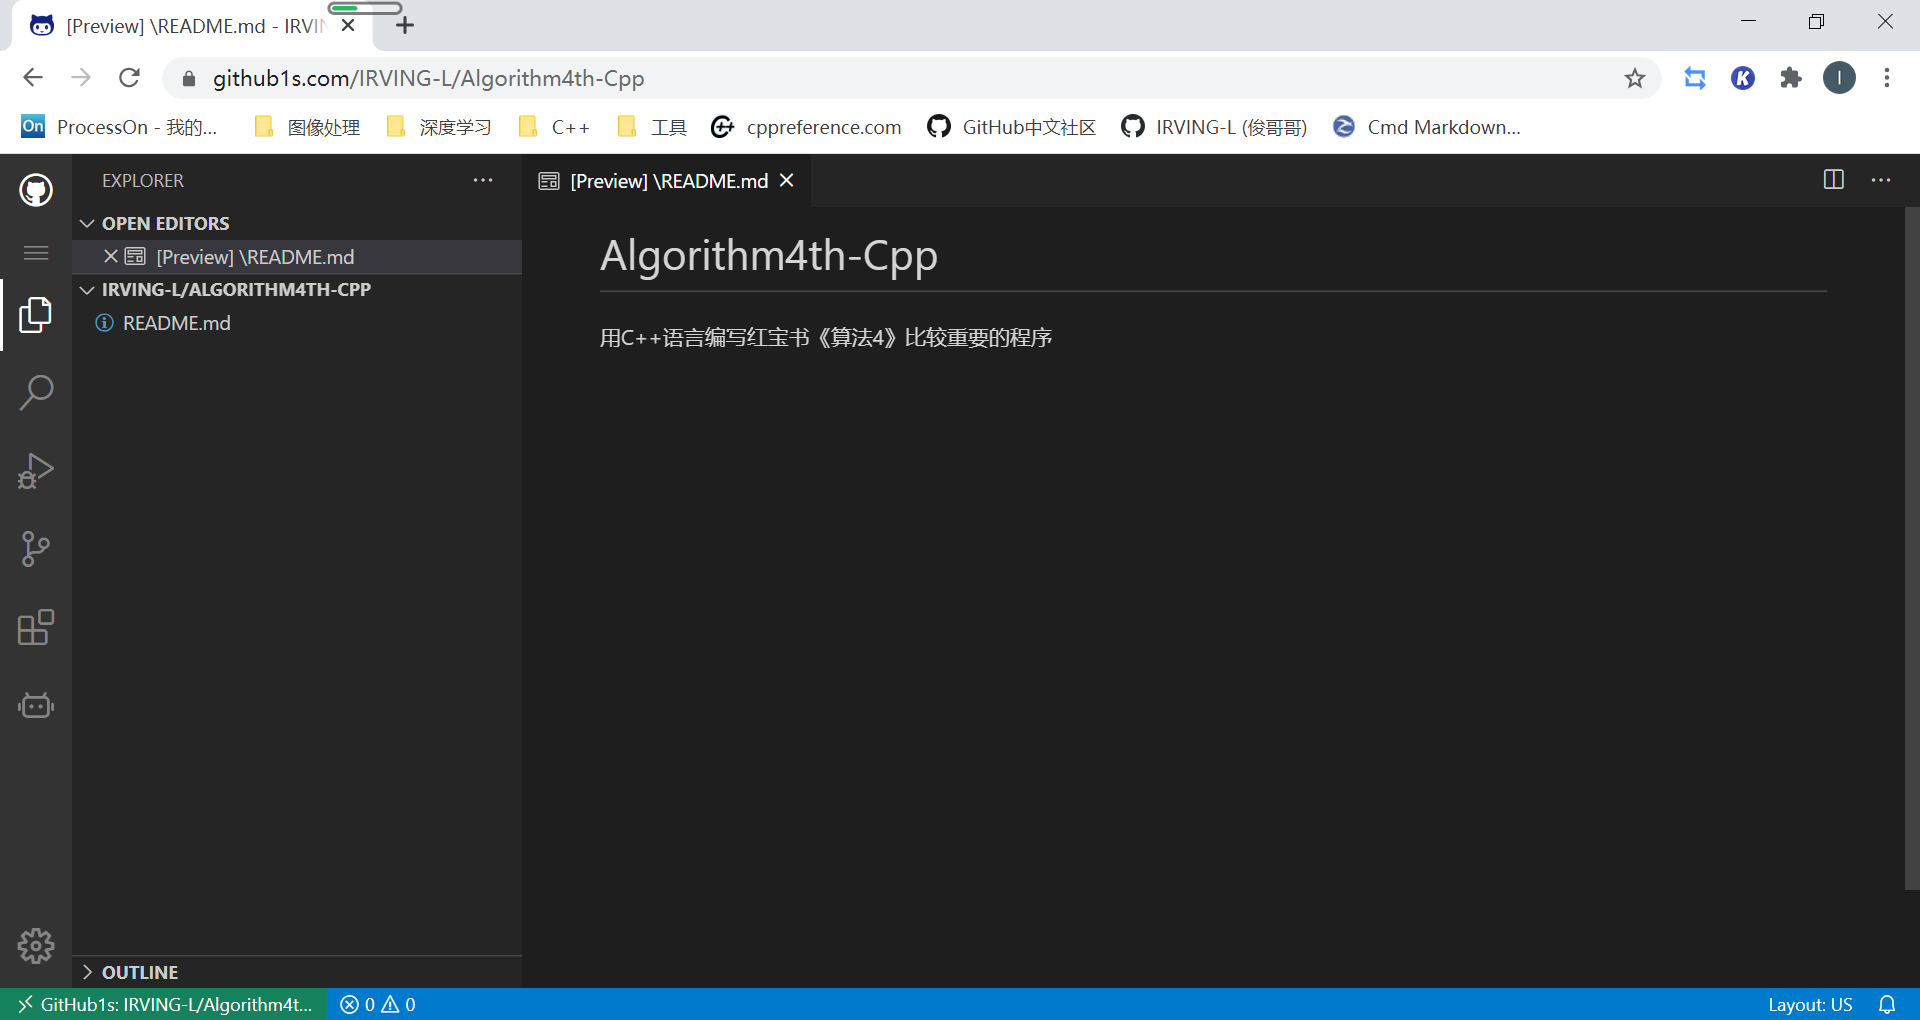 [Preview] \README.md - IRVIN
github1s.com/IRVING-L/Algorithm4th-Cpp
I
On ProcessOn - 我的... 图像处理 深度学习 C++ 工具 cppreference.com GitHub中文社区 IRVING-L (俊哥哥) Cmd Markdown...
EXPLORER
[Preview] \README.md
OPEN EDITORS
[Preview] \README.md
IRVING-L/ALGORITHM4TH-CPP
README.md
Algorithm4th-Cpp
用C++语言编写红宝书《算法4》比较重要的程序
OUTLINE
GitHub1s: IRVING-L/Algorithm4t... 0 0 Layout: US